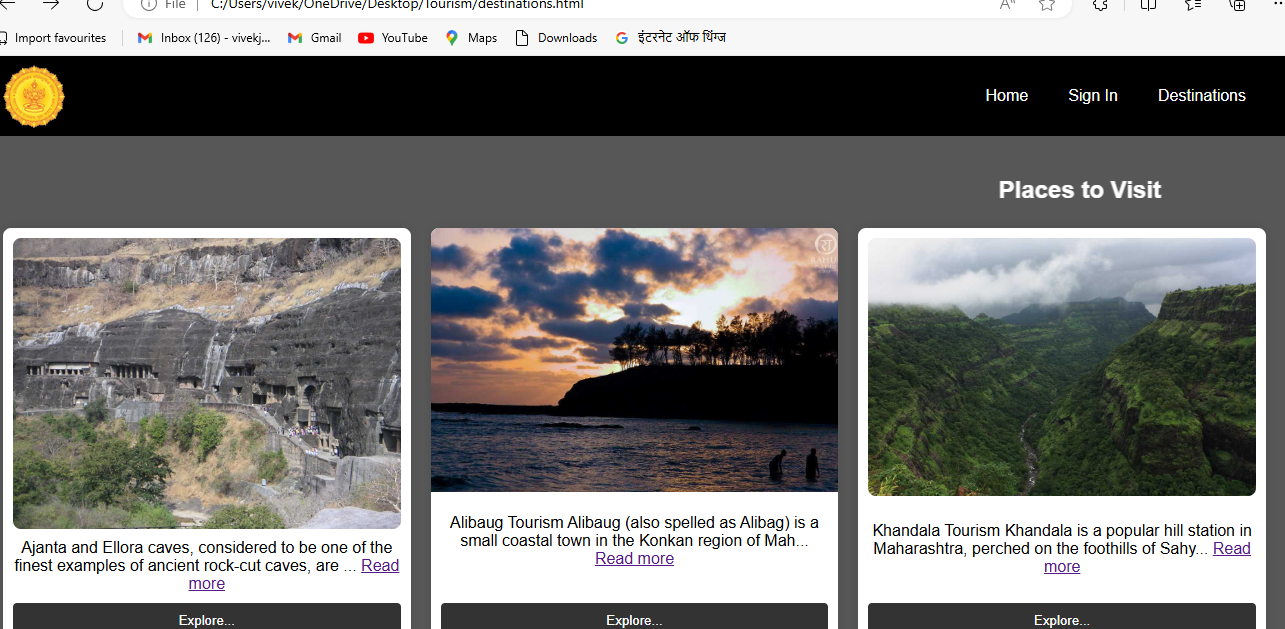 File C:/Users/vivek/OneDrive/Desktop/Tourism/destinations.html
Import favourites Inbox (126) - vivekj... Gmail YouTube Maps Downloads इंटरनेट ऑफ थिंग्ज
Home Sign In Destinations
Places to Visit
Ajanta and Ellora caves, considered to be one of the
finest examples of ancient rock-cut caves, are ... Read
more
Explore...
Alibaug Tourism Alibaug (also spelled as Alibag) is a
small coastal town in the Konkan region of Mah...
Read more
Explore...
Khandala Tourism Khandala is a popular hill station in
Maharashtra, perched on the foothills of Sahy... Read
more
Explore...